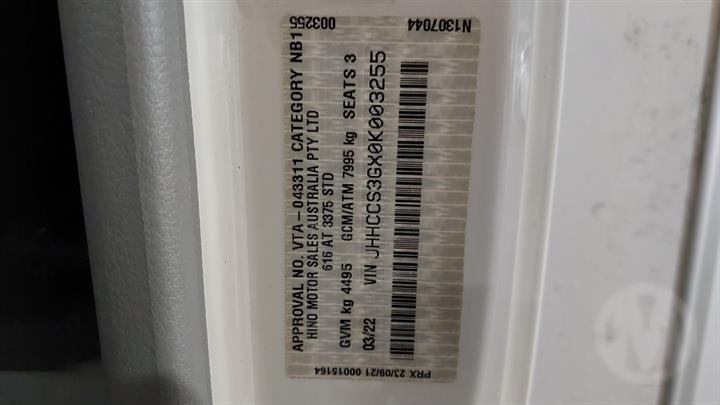 003255 N1307044
APPROVAL NO. VTA-043311 CATEGORY NB1
HINO MOTOR SALES AUSTRALIA PTY LTD
616 AT 3375 STD
GVM kg 4495 GCM/ATM 7995 kg SEATS 3
03/22 VIN JHHCCS3GX0K003255
PRX 23/09/21 00015164